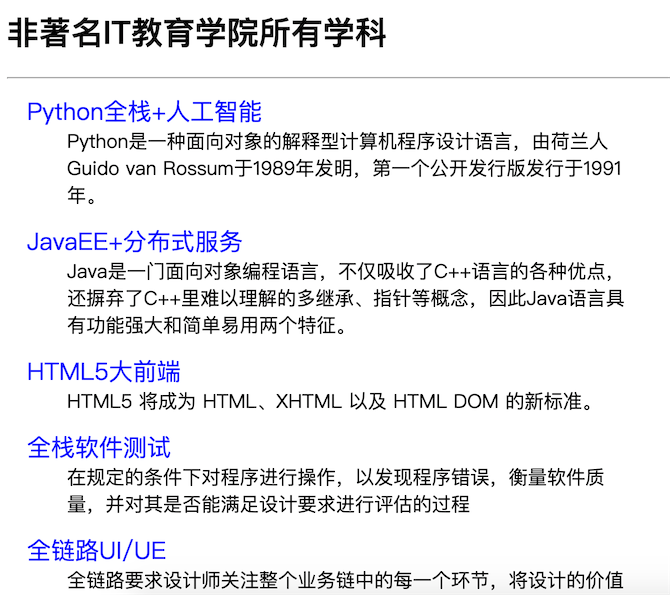 非著名IT教育学院所有学科
Python全栈+人工智能
Python是一种面向对象的解释型计算机程序设计语言，由荷兰人
Guido van Rossum于1989年发明，第一个公开发行版发行于1991
年。
JavaEE+分布式服务
Java是一门面向对象编程语言，不仅吸收了C++语言的各种优点，
还摒弃了C++里难以理解的多继承、指针等概念，因此Java语言具
有功能强大和简单易用两个特征。
HTML5大前端
HTML5 将成为 HTML、XHTML 以及 HTML DOM 的新标准。
全栈软件测试
在规定的条件下对程序进行操作，以发现程序错误，衡量软件质
量，并对其是否能满足设计要求进行评估的过程
全链路UI/UE
全链路要求设计师关注整个业务链中的每一个环节，将设计的价值